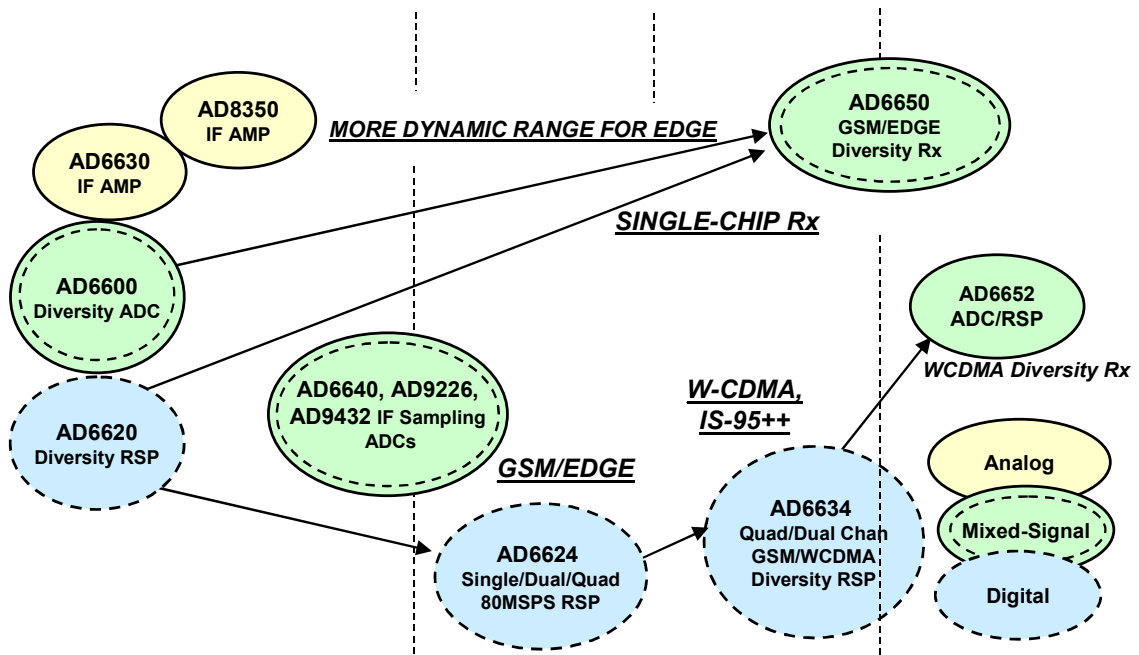 AD8350
IF AMP
AD6630
IF AMP
MORE DYNAMIC RANGE FOR EDGE
AD6650
GSM/EDGE
Diversity Rx
SINGLE-CHIP Rx
AD6600
Diversity ADC
AD6652
ADC/RSP
WCDMA Diversity Rx
AD6640, AD9226,
AD9432 IF Sampling
ADCs
W-CDMA,
IS-95++
AD6620
Diversity RSP
GSM/EDGE
AD6624
Single/Dual/Quad
80MSPS RSP
AD6634
Quad/Dual Chan
GSM/WCDMA
Diversity RSP
Analog
Mixed-Signal
Digital